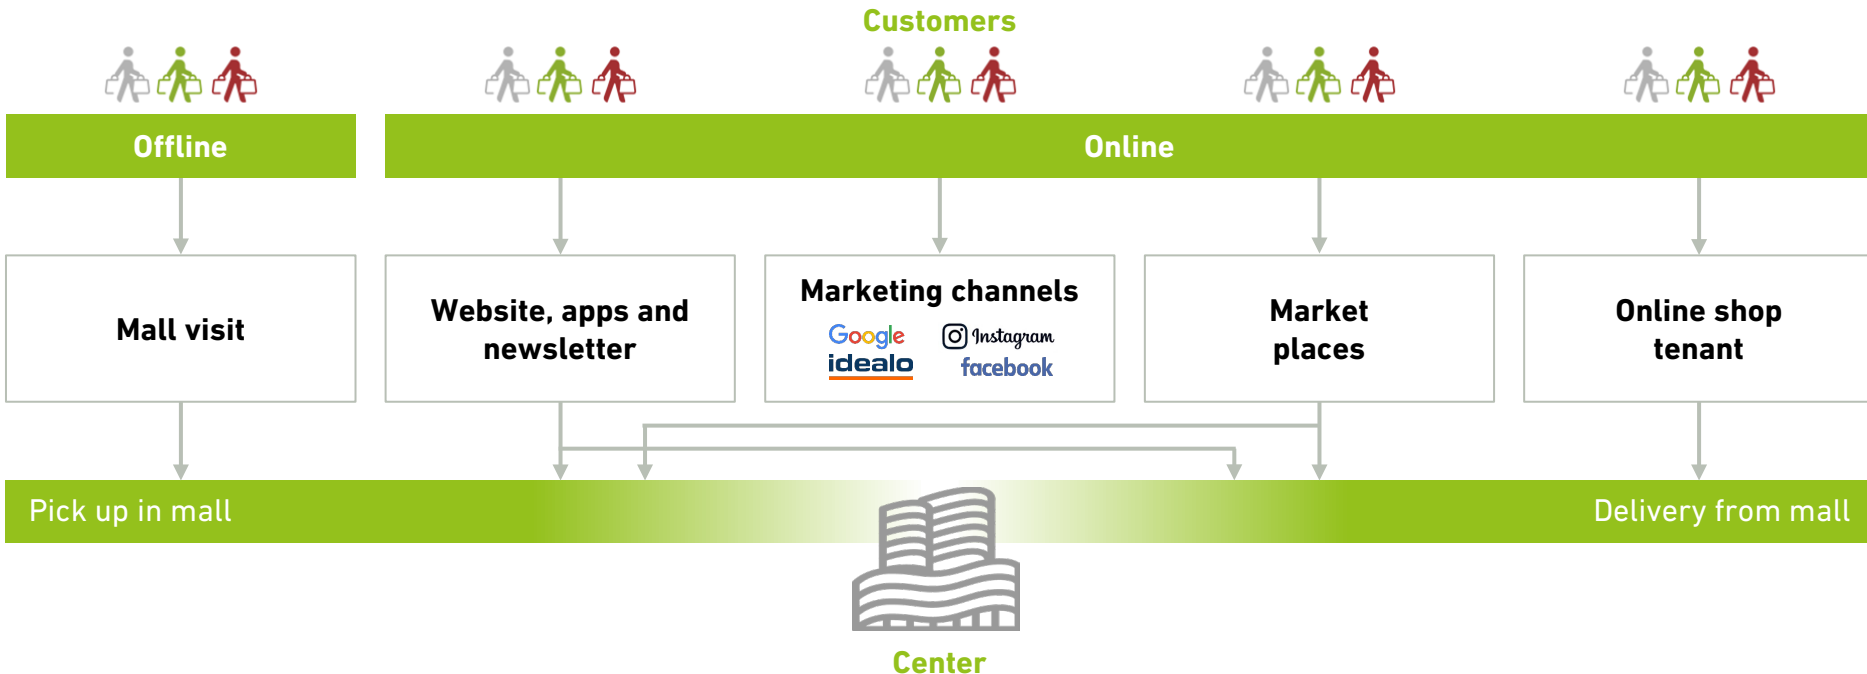 Customers
Offline
Online
Mall visit
Website, apps and
newsletter
Marketing channels
Google
Instagram
idealo
facebook
Market
places
Online shop
tenant
Pick up in mall
Delivery from mall
Center